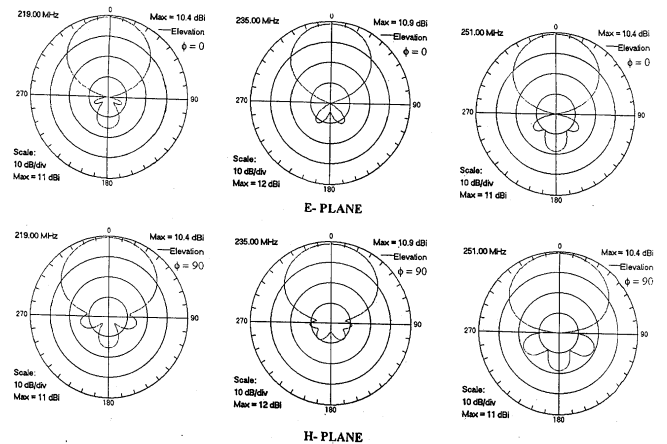 219.00 MHz
0
Max = 10.4 dBi
Elevation
ϕ = 0
270
90
Scale:
10 dB/div
Max = 11 dBi
180
235.00 MHz
0
Max = 10.9 dBi
Elevation
ϕ = 0
270
90
Scale:
10 dB/div
Max = 12 dBi
180
251.00 MHz
0
Max = 10.4 dBi
Elevation
ϕ = 0
270
90
Scale:
10 dB/div
Max = 11 dBi
180
E- PLANE
219.00 MHz
0
Max = 10.4 dBi
Elevation
ϕ = 90
270
90
Scale:
10 dB/div
Max = 11 dBi
180
235.00 MHz
0
Max = 10.9 dBi
Elevation
ϕ = 90
270
90
Scale:
10 dB/div
Max = 12 dBi
180
251.00 MHz
0
Max = 10.4 dBi
Elevation
ϕ = 90
270
90
Scale:
10 dB/div
Max = 11 dBi
180
H- PLANE